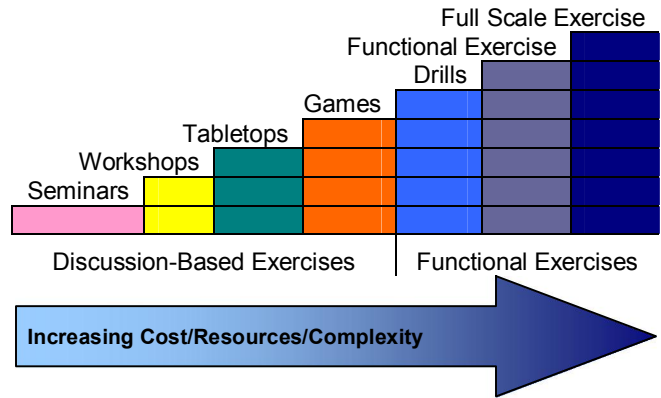 Full Scale Exercise
Functional Exercise
Drills
Games
Tabletops
Workshops
Seminars
Discussion-Based Exercises
Functional Exercises
Increasing Cost/Resources/Complexity